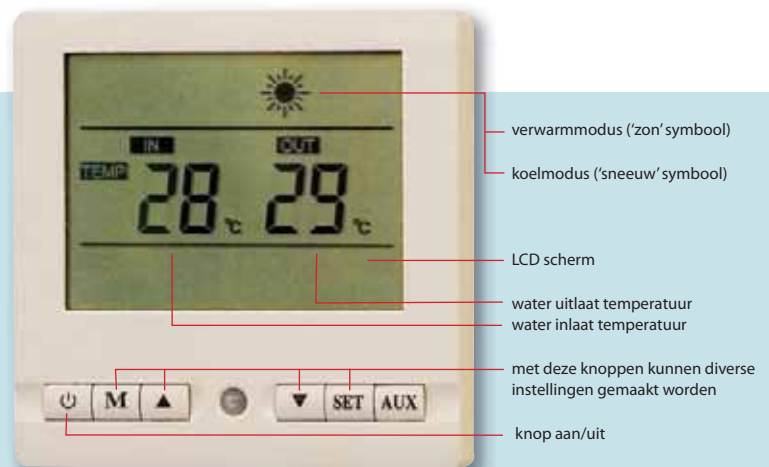 IN OUT
TEMP 28 °C 29 °C
M ▲ ▼ SET AUX
verwarmmodus (‘zon’ symbool)
koelmodus (‘sneeuw’ symbool)
LCD scherm
water uitlaat temperatuur
water inlaat temperatuur
met deze knoppen kunnen diverse
instellingen gemaakt worden
knop aan/uit